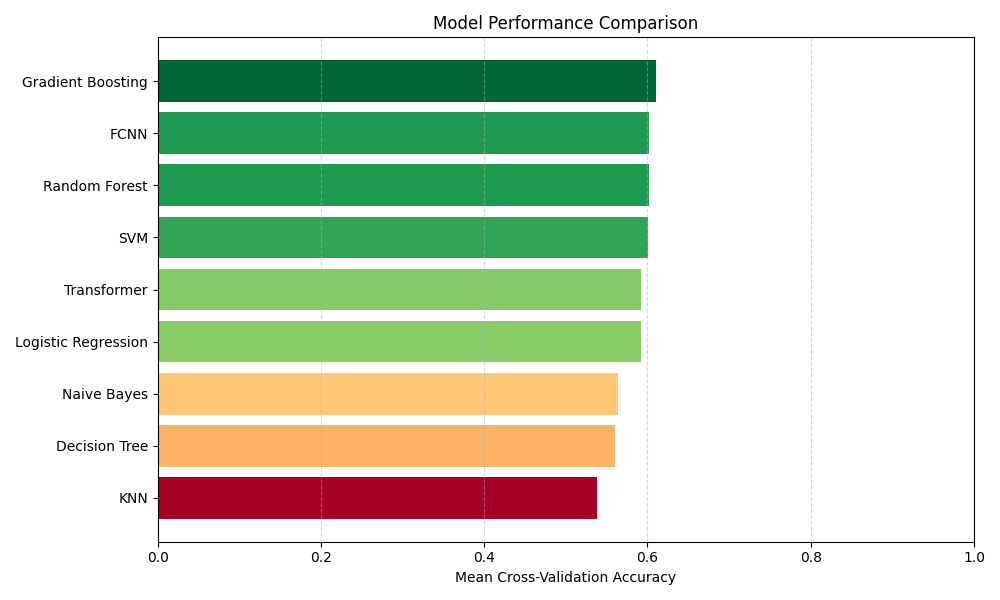 Model Performance Comparison
Gradient Boosting
FCNN
Random Forest
SVM
Transformer
Logistic Regression
Naive Bayes
Decision Tree
KNN
0.0 0.2 0.4 0.6 0.8 1.0
Mean Cross-Validation Accuracy